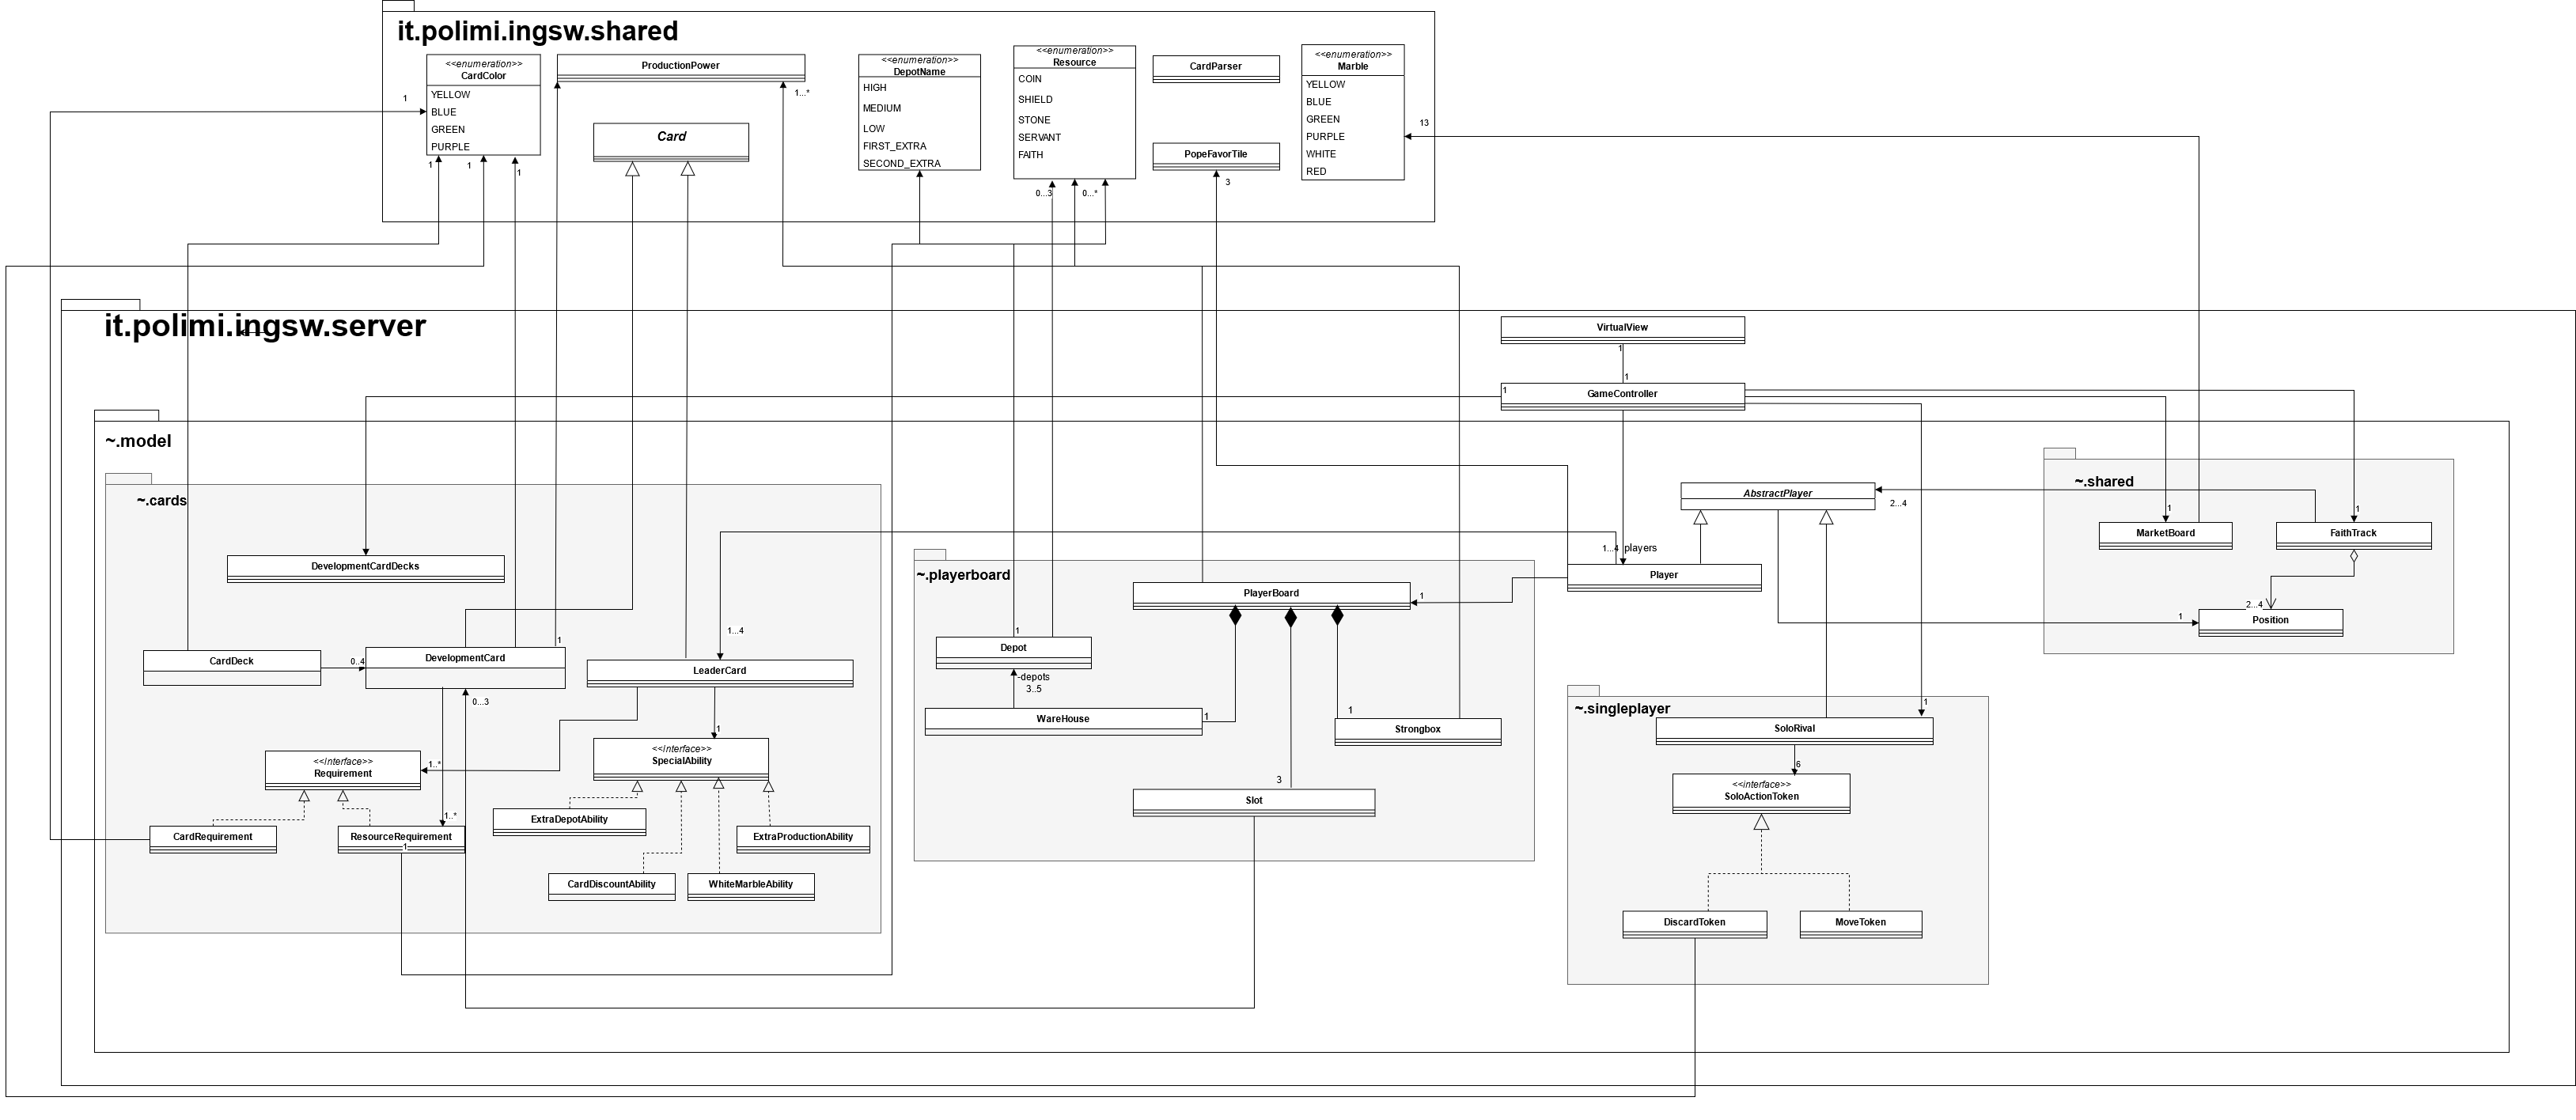 it.polimi.ingsw.shared
<<enumeration>>
CardColor
YELLOW
BLUE
GREEN
PURPLE
ProductionPower
Card
<<enumeration>>
DepotName
HIGH
MEDIUM
LOW
FIRST_EXTRA
SECOND_EXTRA
<<enumeration>>
Resource
COIN
SHIELD
STONE
SERVANT
FAITH
CardParser
PopeFavorTile
<<enumeration>>
Marble
YELLOW
BLUE
GREEN
PURPLE
WHITE
RED
1
1...*
13
1
1
1
0...3
0...*
3
it.polimi.ingsw.server
VirtualView
1
1
1
GameController
~.model
~.cards
DevelopmentCardDecks
1
CardDeck
0..4
DevelopmentCard
1...4
LeaderCard
0...3
1
<<Interface>>
Requirement
1..*
<<Interface>>
SpecialAbility
1..*
CardRequirement
ResourceRequirement
1
ExtraDepotAbility
ExtraProductionAbility
CardDiscountAbility
WhiteMarbleAbility
~.playerboard
PlayerBoard
1
1
Depot
-depots
3..5
WareHouse
1
1
Strongbox
3
Slot
AbstractPlayer
2...4
1...4
players
Player
~.shared
1
1
MarketBoard
FaithTrack
2...4
1
Position
~.singleplayer
1
SoloRival
6
<<interface>>
SoloActionToken
DiscardToken
MoveToken